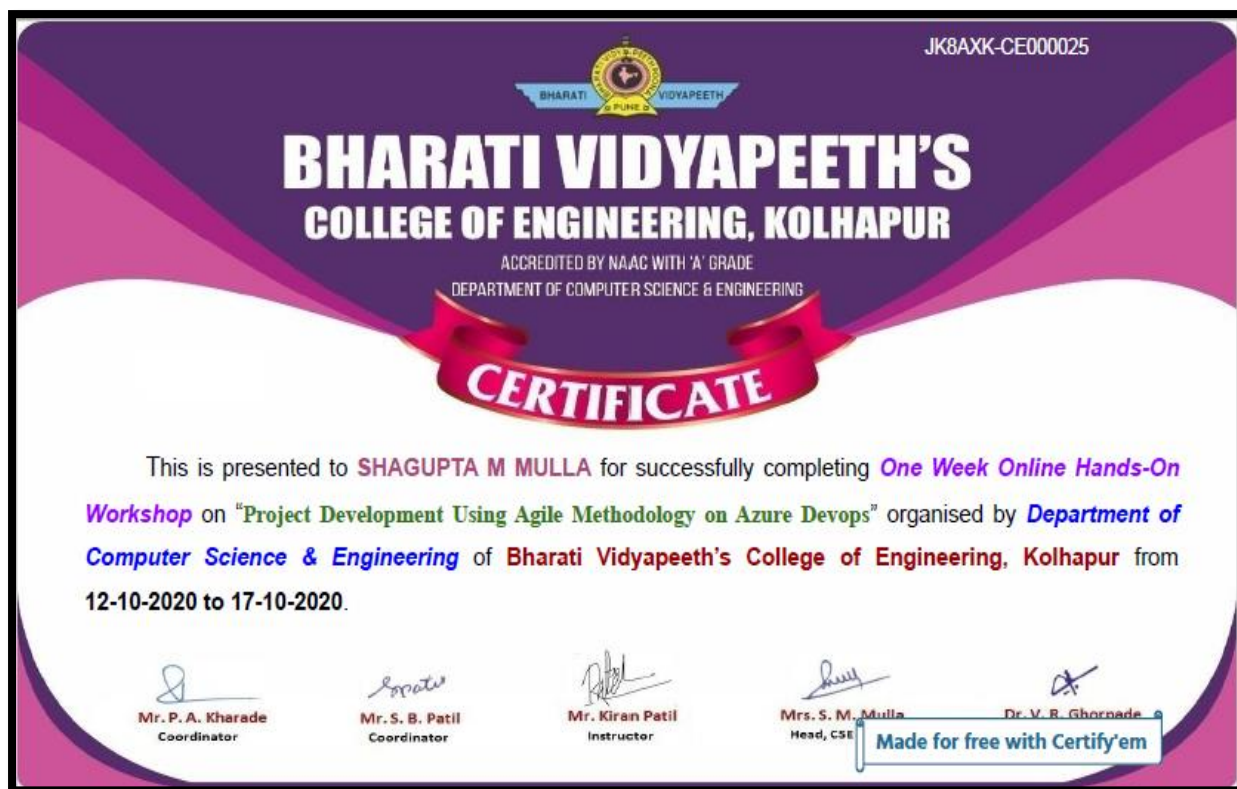 JK8AXK-CE000025
BHARATI VIDYAPEETH
PUNE
BHARATI VIDYAPEETH'S
COLLEGE OF ENGINEERING, KOLHAPUR
ACCREDITED BY NAAC WITH 'A' GRADE
DEPARTMENT OF COMPUTER SCIENCE & ENGINEERING
CERTIFICATE
This is presented to SHAGUPTA M MULLA for successfully completing One Week Online Hands-On
Workshop on "Project Development Using Agile Methodology on Azure Devops" organised by Department of
Computer Science & Engineering of Bharati Vidyapeeth's College of Engineering, Kolhapur from
12-10-2020 to 17-10-2020.
Mr. P. A. Kharade Mr. S. B. Patil Mr. Kiran Patil Mrs. S. M. Mulla Dr. V. R. Ghorpade
Coordinator Coordinator Instructor Head, CSE
Made for free with Certify'em